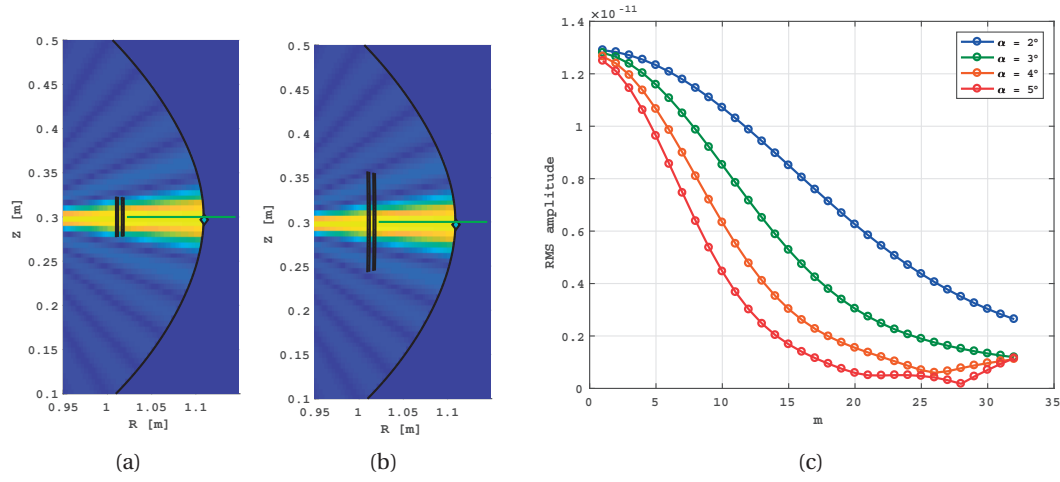 0.5
0.45
0.4
0.35
0.3
0.25
0.2
0.15
0.1
Z [m]
0.95 1 1.05 1.1
R [m]
(a)
0.5
0.45
0.4
0.35
0.3
0.25
0.2
0.15
0.1
Z [m]
0.95 1 1.05 1.1
R [m]
(b)
×10⁻¹¹
1.4
1.2
1
0.8
0.6
0.4
0.2
0
RMS amplitude
0 5 10 15 20 25 30 35
m
α = 2°
α = 3°
α = 4°
α = 5°
(c)